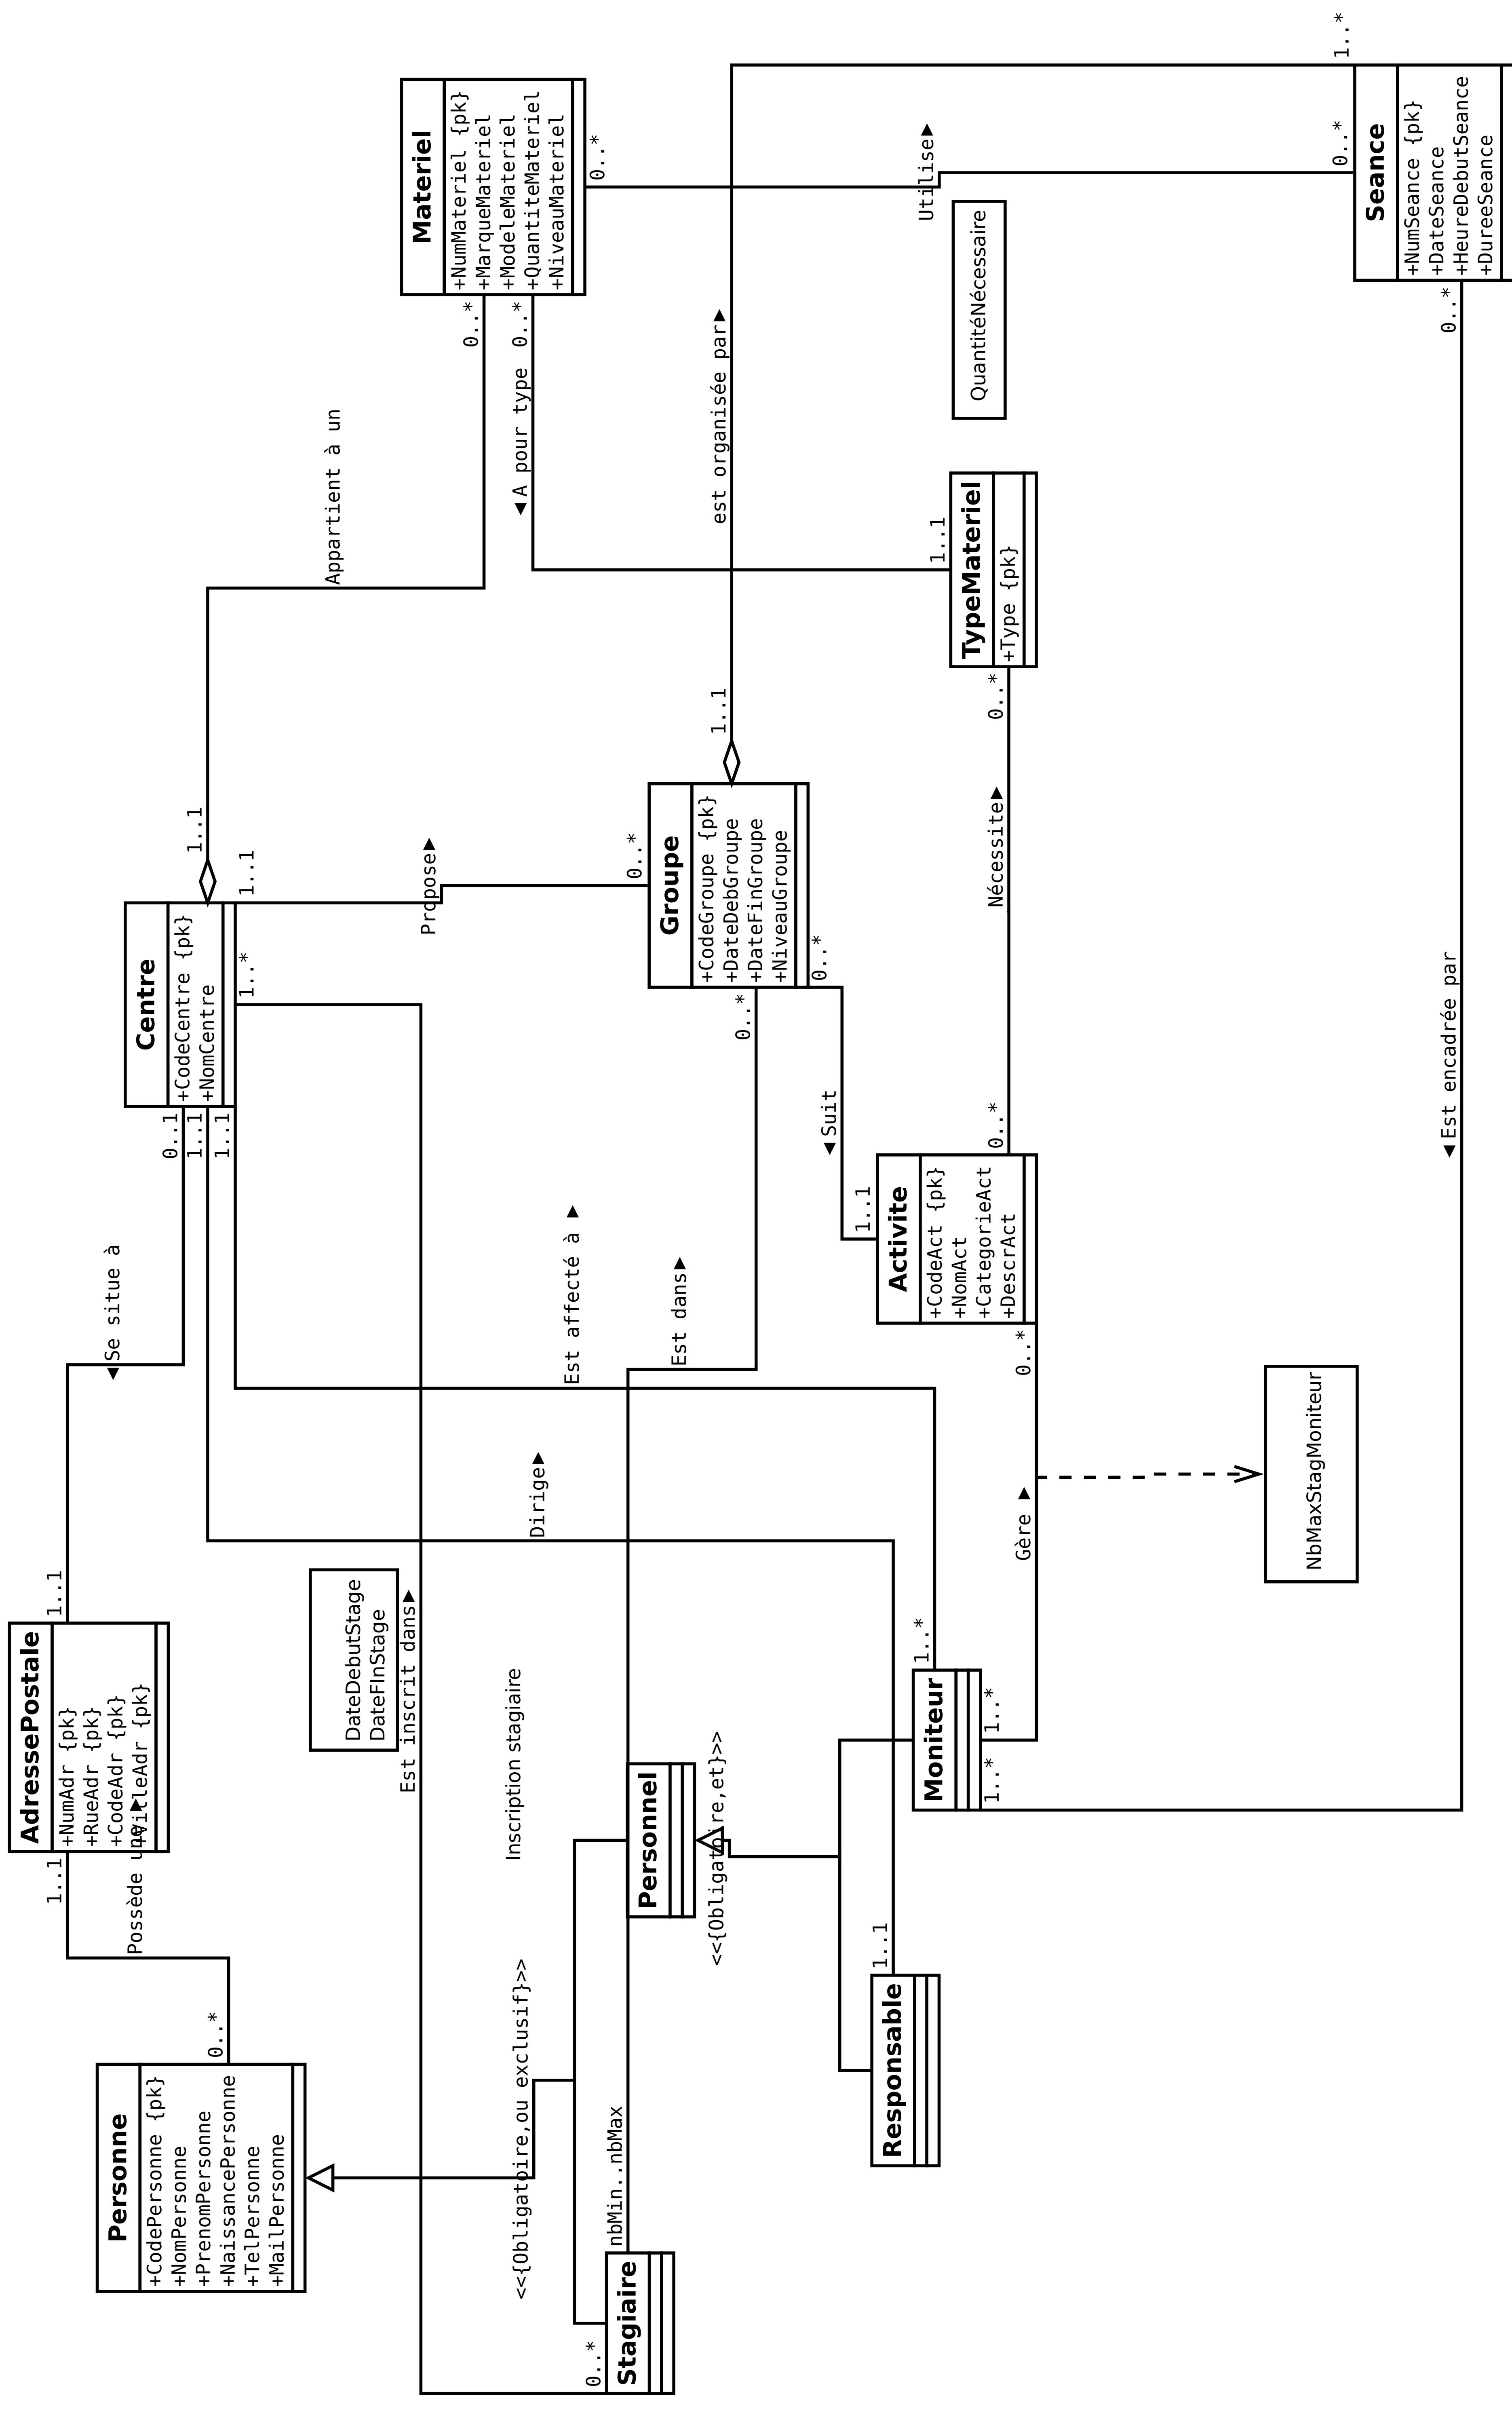 Personne
+CodePersonne {pk}
+NomPersonne
+PrenomPersonne
+NaissancePersonne
+TelPersonne
+MailPersonne
0..*
Possède une▶
1..1
AdressePostale
+NumAdr {pk}
+RueAdr {pk}
+CodeAdr {pk}
+VilleAdr {pk}
1..1
◀Se situe à
0..1
1..1
1..1
Centre
+CodeCentre {pk}
+NomCentre
1..*
1..1
1..1
Appartient à un
0..*
Materiel
+NumMateriel {pk}
+MarqueMateriel
+ModeleMateriel
+QuantiteMateriel
+NiveauMateriel
0..*
◀A pour type
0..*
DateDebutStage
DateFInStage
Est inscrit dans▶
Inscription stagiaire
<<{Obligatoire,ou exclusif}>>
Dirige▶
Est affecté à ▶
Propose▶
0..*
Stagiaire
0..*
nbMin..nbMax
Personnel
<<{Obligatoire,et}>>
Est dans▶
0..*
Groupe
+CodeGroupe {pk}
+DateDebGroupe
+DateFinGroupe
+NiveauGroupe
1..1
est organisée par▶
0..*
◀Suit
1..1
Responsable
1..1
Moniteur
1..*
1..*
1..*
Gère ▶
0..*
Activite
+CodeAct {pk}
+NomAct
+CategorieAct
+DescrAct
0..*
Nécessite▶
0..*
TypeMateriel
+Type {pk}
1..1
Utilise▶
QuantitéNécessaire
NbMaxStagMoniteur
0..*
1..*
Seance
+NumSeance {pk}
+DateSeance
+HeureDebutSeance
+DureeSeance
0..*
◀Est encadrée par